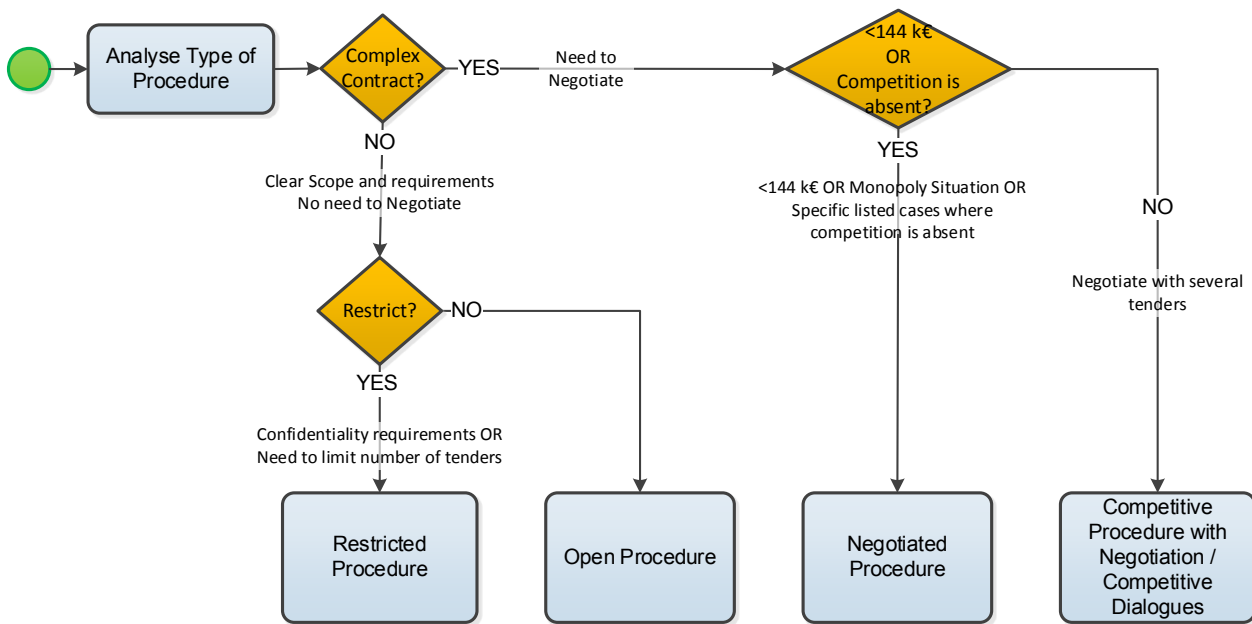 Analyse Type of
Procedure
Complex
Contract?
YES
Need to
Negotiate
<144 k€
OR
Competition is
absent?
NO
Clear Scope and requirements
No need to Negotiate
YES
<144 k€ OR Monopoly Situation OR
Specific listed cases where
competition is absent
NO
Negotiate with several
tenders
Restrict?
NO
YES
Confidentiality requirements OR
Need to limit number of tenders
Restricted
Procedure
Open Procedure
Negotiated
Procedure
Competitive
Procedure with
Negotiation /
Competitive
Dialogues